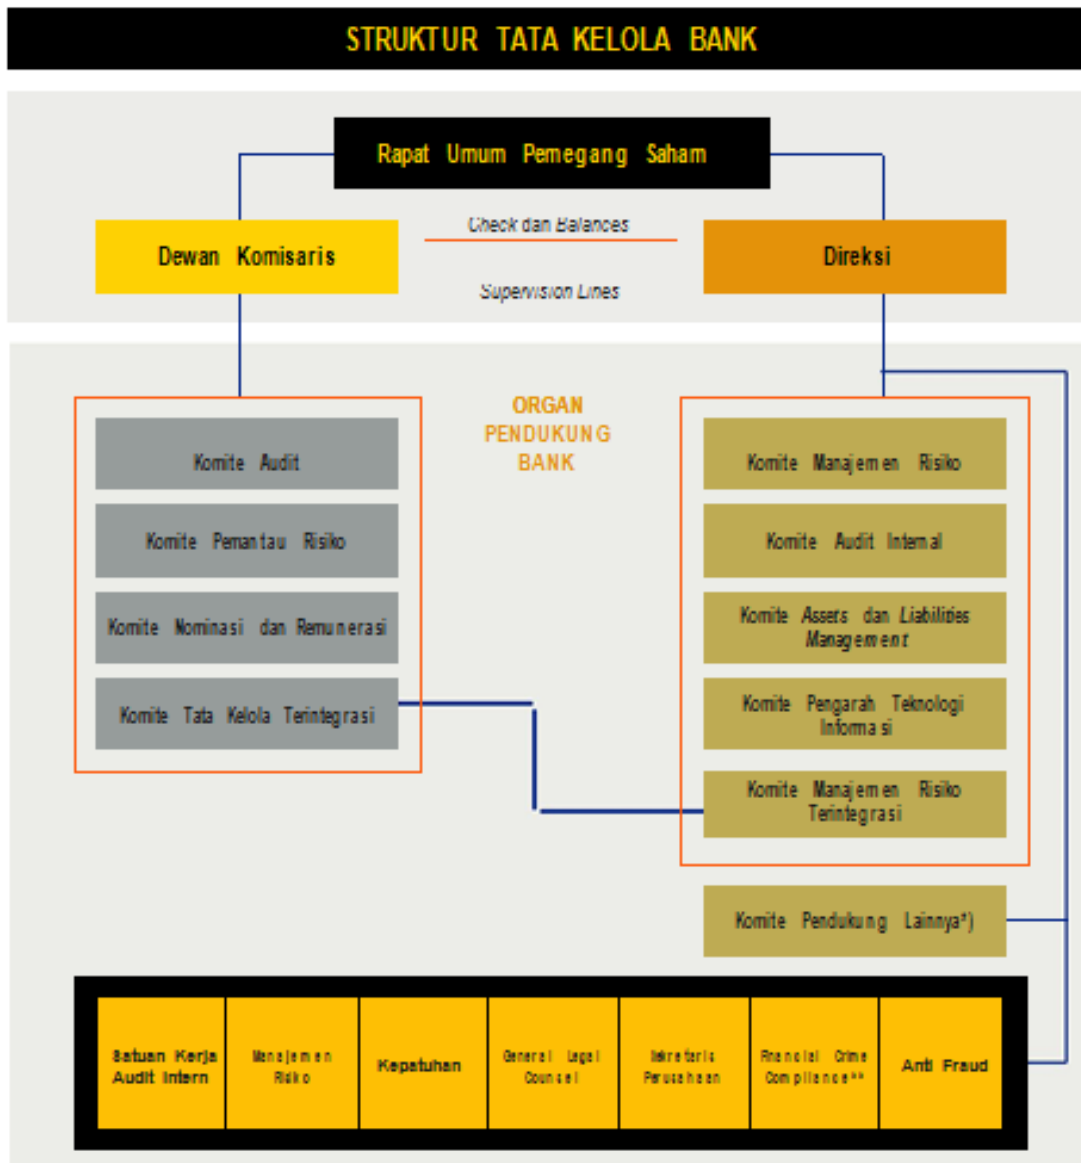 STRUKTUR TATA KELOLA BANK
Rapat Umum Pemegang Saham
Dewan Komisaris
Check dan Balances
Supervision Lines
Direksi
ORGAN
PENDUKUNG
BANK
Komite Audit
Komite Pemantau Risiko
Komite Nominasi dan Remunerasi
Komite Tata Kelola Terintegrasi
Komite Manajemen Risiko
Komite Audit Internal
Komite Assets dan Liabilities
Management
Komite Pengarah Teknologi
Informasi
Komite Manajemen Risiko
Terintegrasi
Komite Pendukung Lainnya*)
Satuan Kerja
Audit Intern
Manajemen
Risiko
Kepatuhan
General Legal
Counsel
Sekretaris
Perusahaan
Financial Crime
Compliance**
Anti Fraud